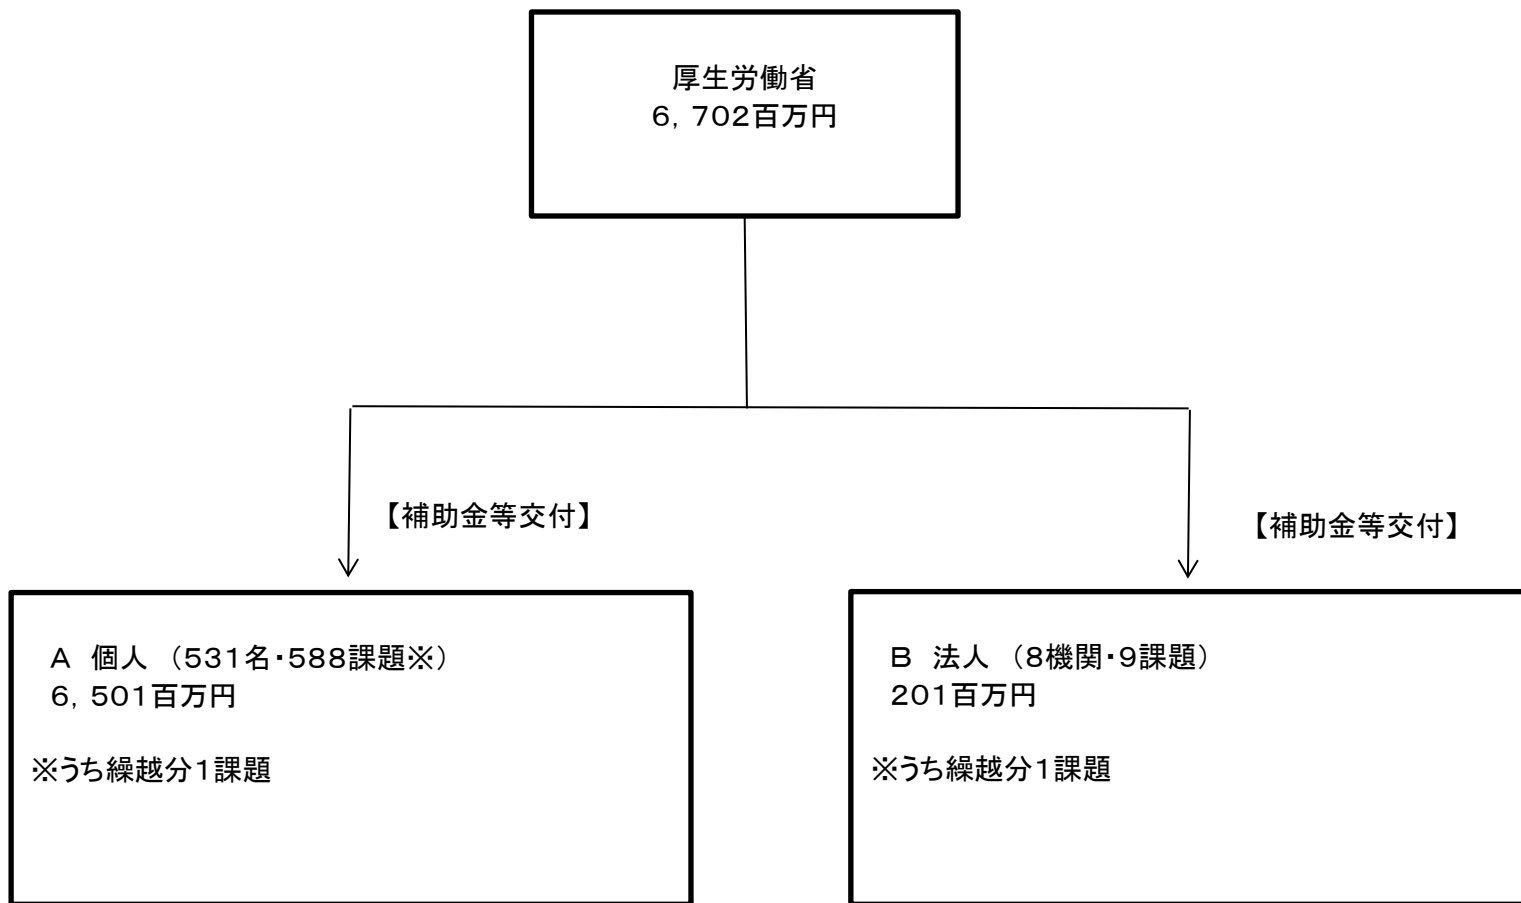 厚生労働省
6,702百万円
【補助金等交付】
【補助金等交付】
A 個人 (531名・588課題※)
6,501百万円
※うち繰越分1課題
B 法人 (8機関・9課題)
201百万円
※うち繰越分1課題